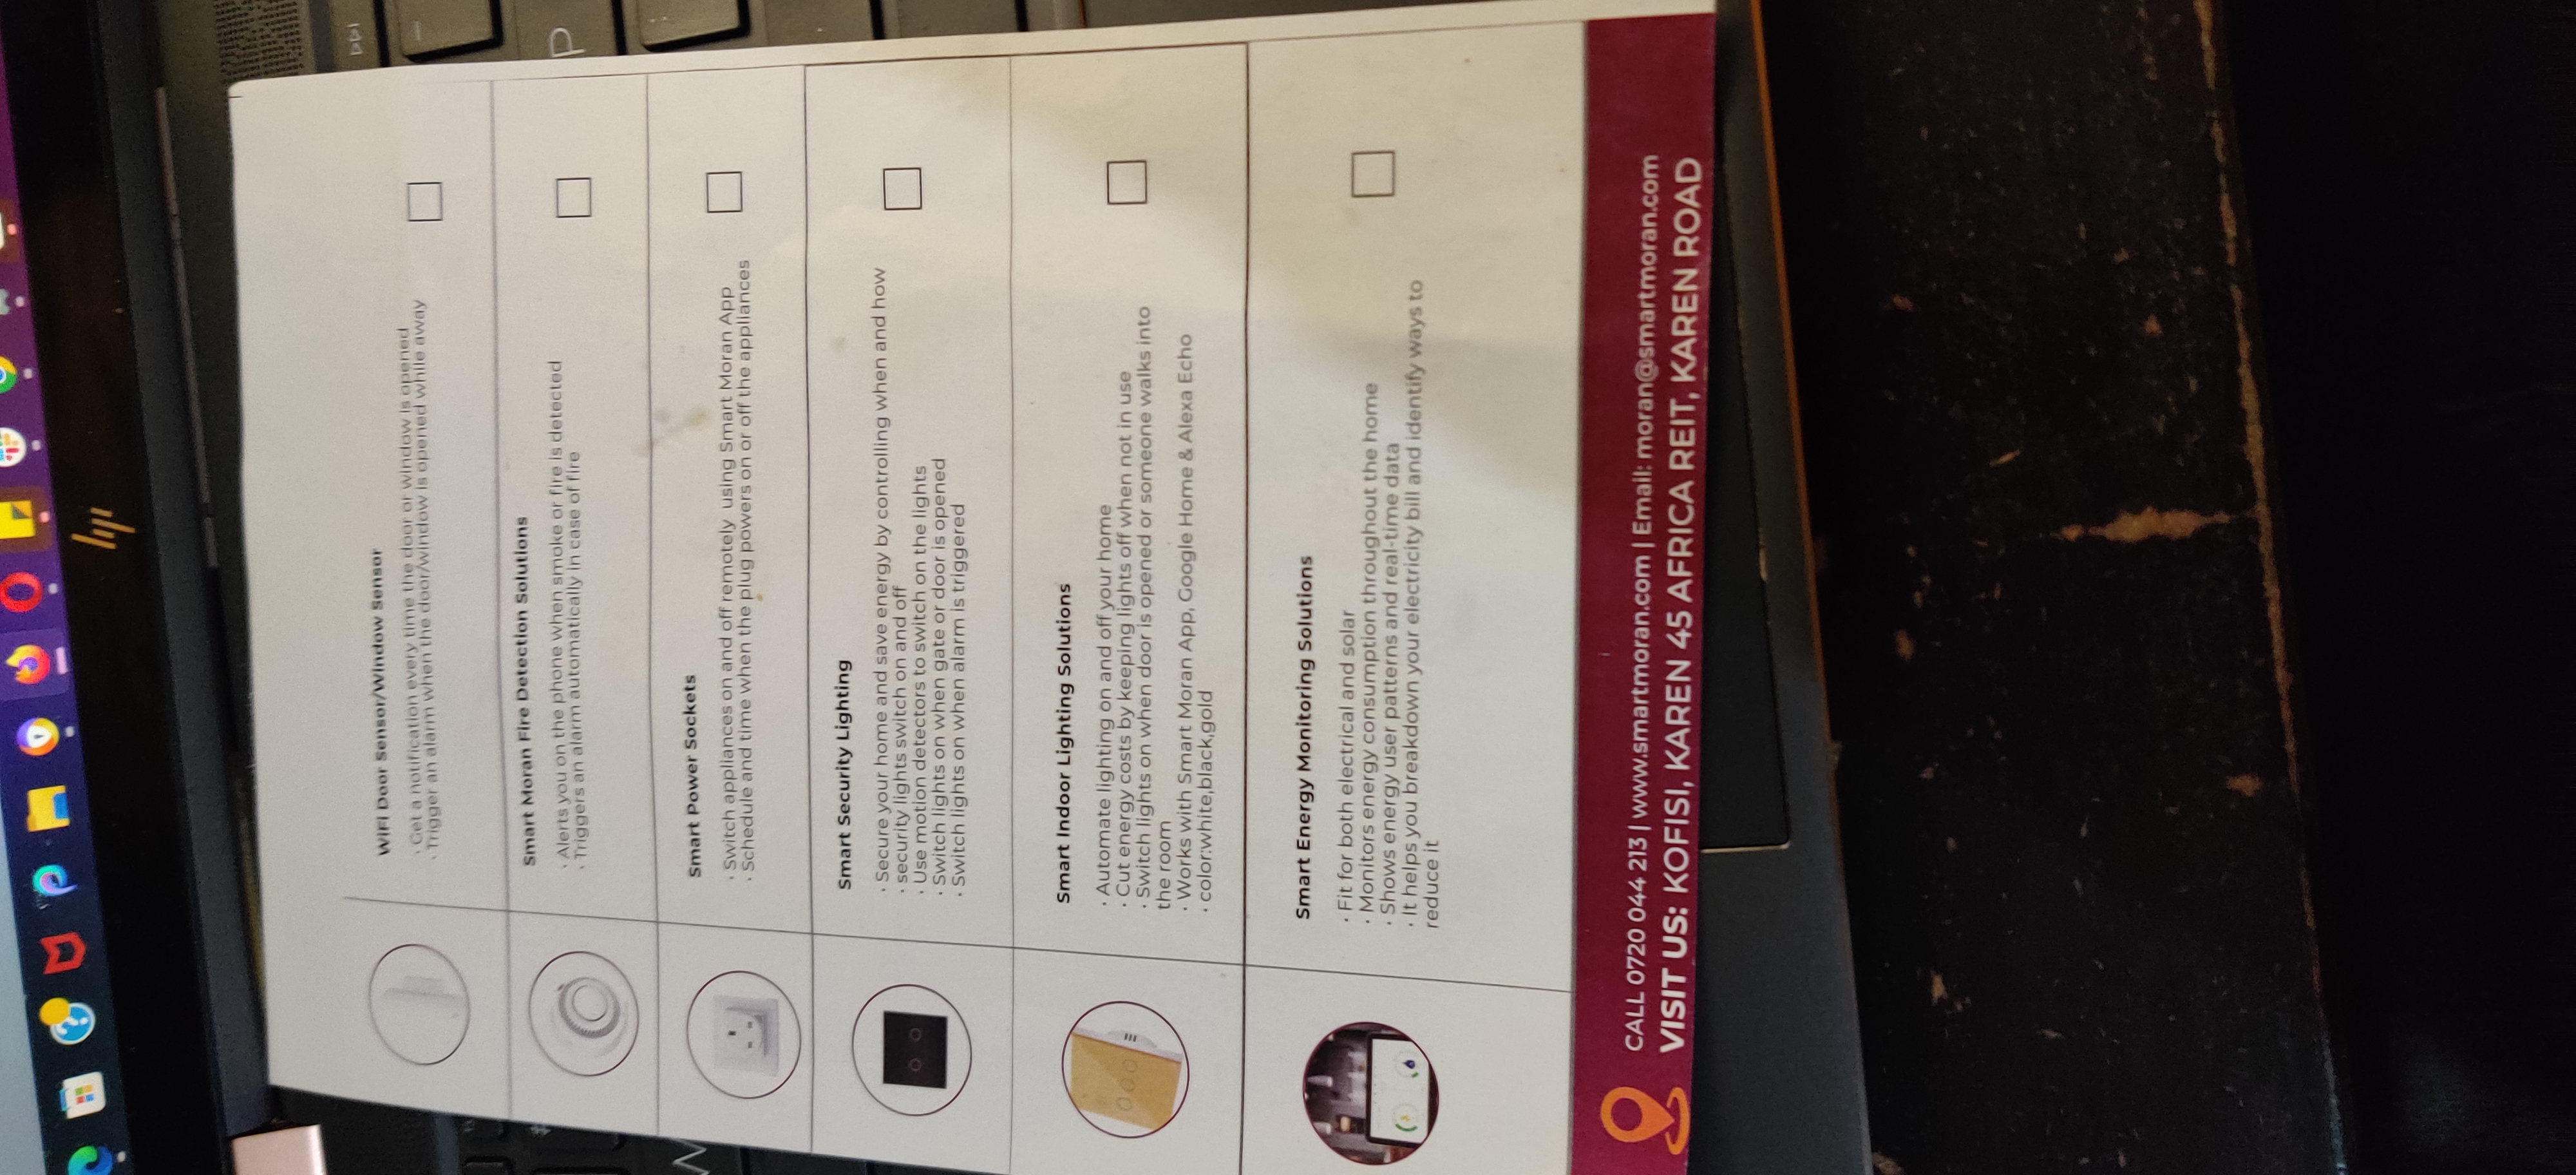 hp
WiFi Door Sensor/Window Sensor
· Get a notification every time the door or window is opened
· Trigger an alarm when the door/window is opened while away
Smart Moran Fire Detection Solutions
· Alerts you on the phone when smoke or fire is detected
· Triggers an alarm automatically in case of fire
P
Smart Power Sockets
W
· Switch appliances on and off remotely using Smart Moran App
· Schedule and time when the plug powers on or off the appliances
Smart Security Lighting
· Secure your home and save energy by controlling when and how
· security lights switch on and off
· Use motion detectors to switch on the lights
· Switch lights on when gate or door is opened
· Switch lights on when alarm is triggered
Smart Indoor Lighting Solutions
· Automate lighting on and off your home
· Cut energy costs by keeping lights off when not in use
· Switch lights on when door is opened or someone walks into
the room
· Works with Smart Moran App, Google Home & Alexa Echo
· color:white,black,gold
Smart Energy Monitoring Solutions
· Fit for both electrical and solar
· Monitors energy consumption throughout the home
· Shows energy user patterns and real-time data
· It helps you breakdown your electricity bill and identify ways to
reduce it
CALL 0720 044 213 | www.smartmoran.com | Email: moran@smartmoran.com
VISIT US: KOFISI, KAREN 45 AFRICA REIT, KAREN ROAD